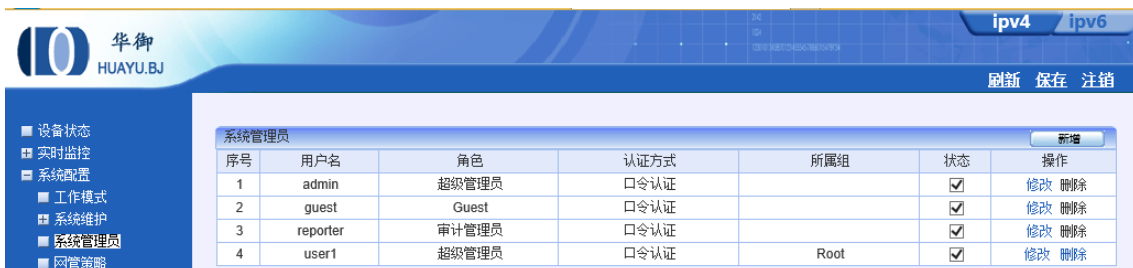 华御
HUAYU.BJ
ipv4 ipv6
刷新 保存 注销
设备状态
实时监控
系统配置
工作模式
系统维护
系统管理员
网管策略
系统管理员 新增
序号 用户名 角色 认证方式 所属组 状态 操作
1 admin 超级管理员 口令认证 修改 删除
2 guest Guest 口令认证 修改 删除
3 reporter 审计管理员 口令认证 修改 删除
4 user1 超级管理员 口令认证 Root 修改 删除